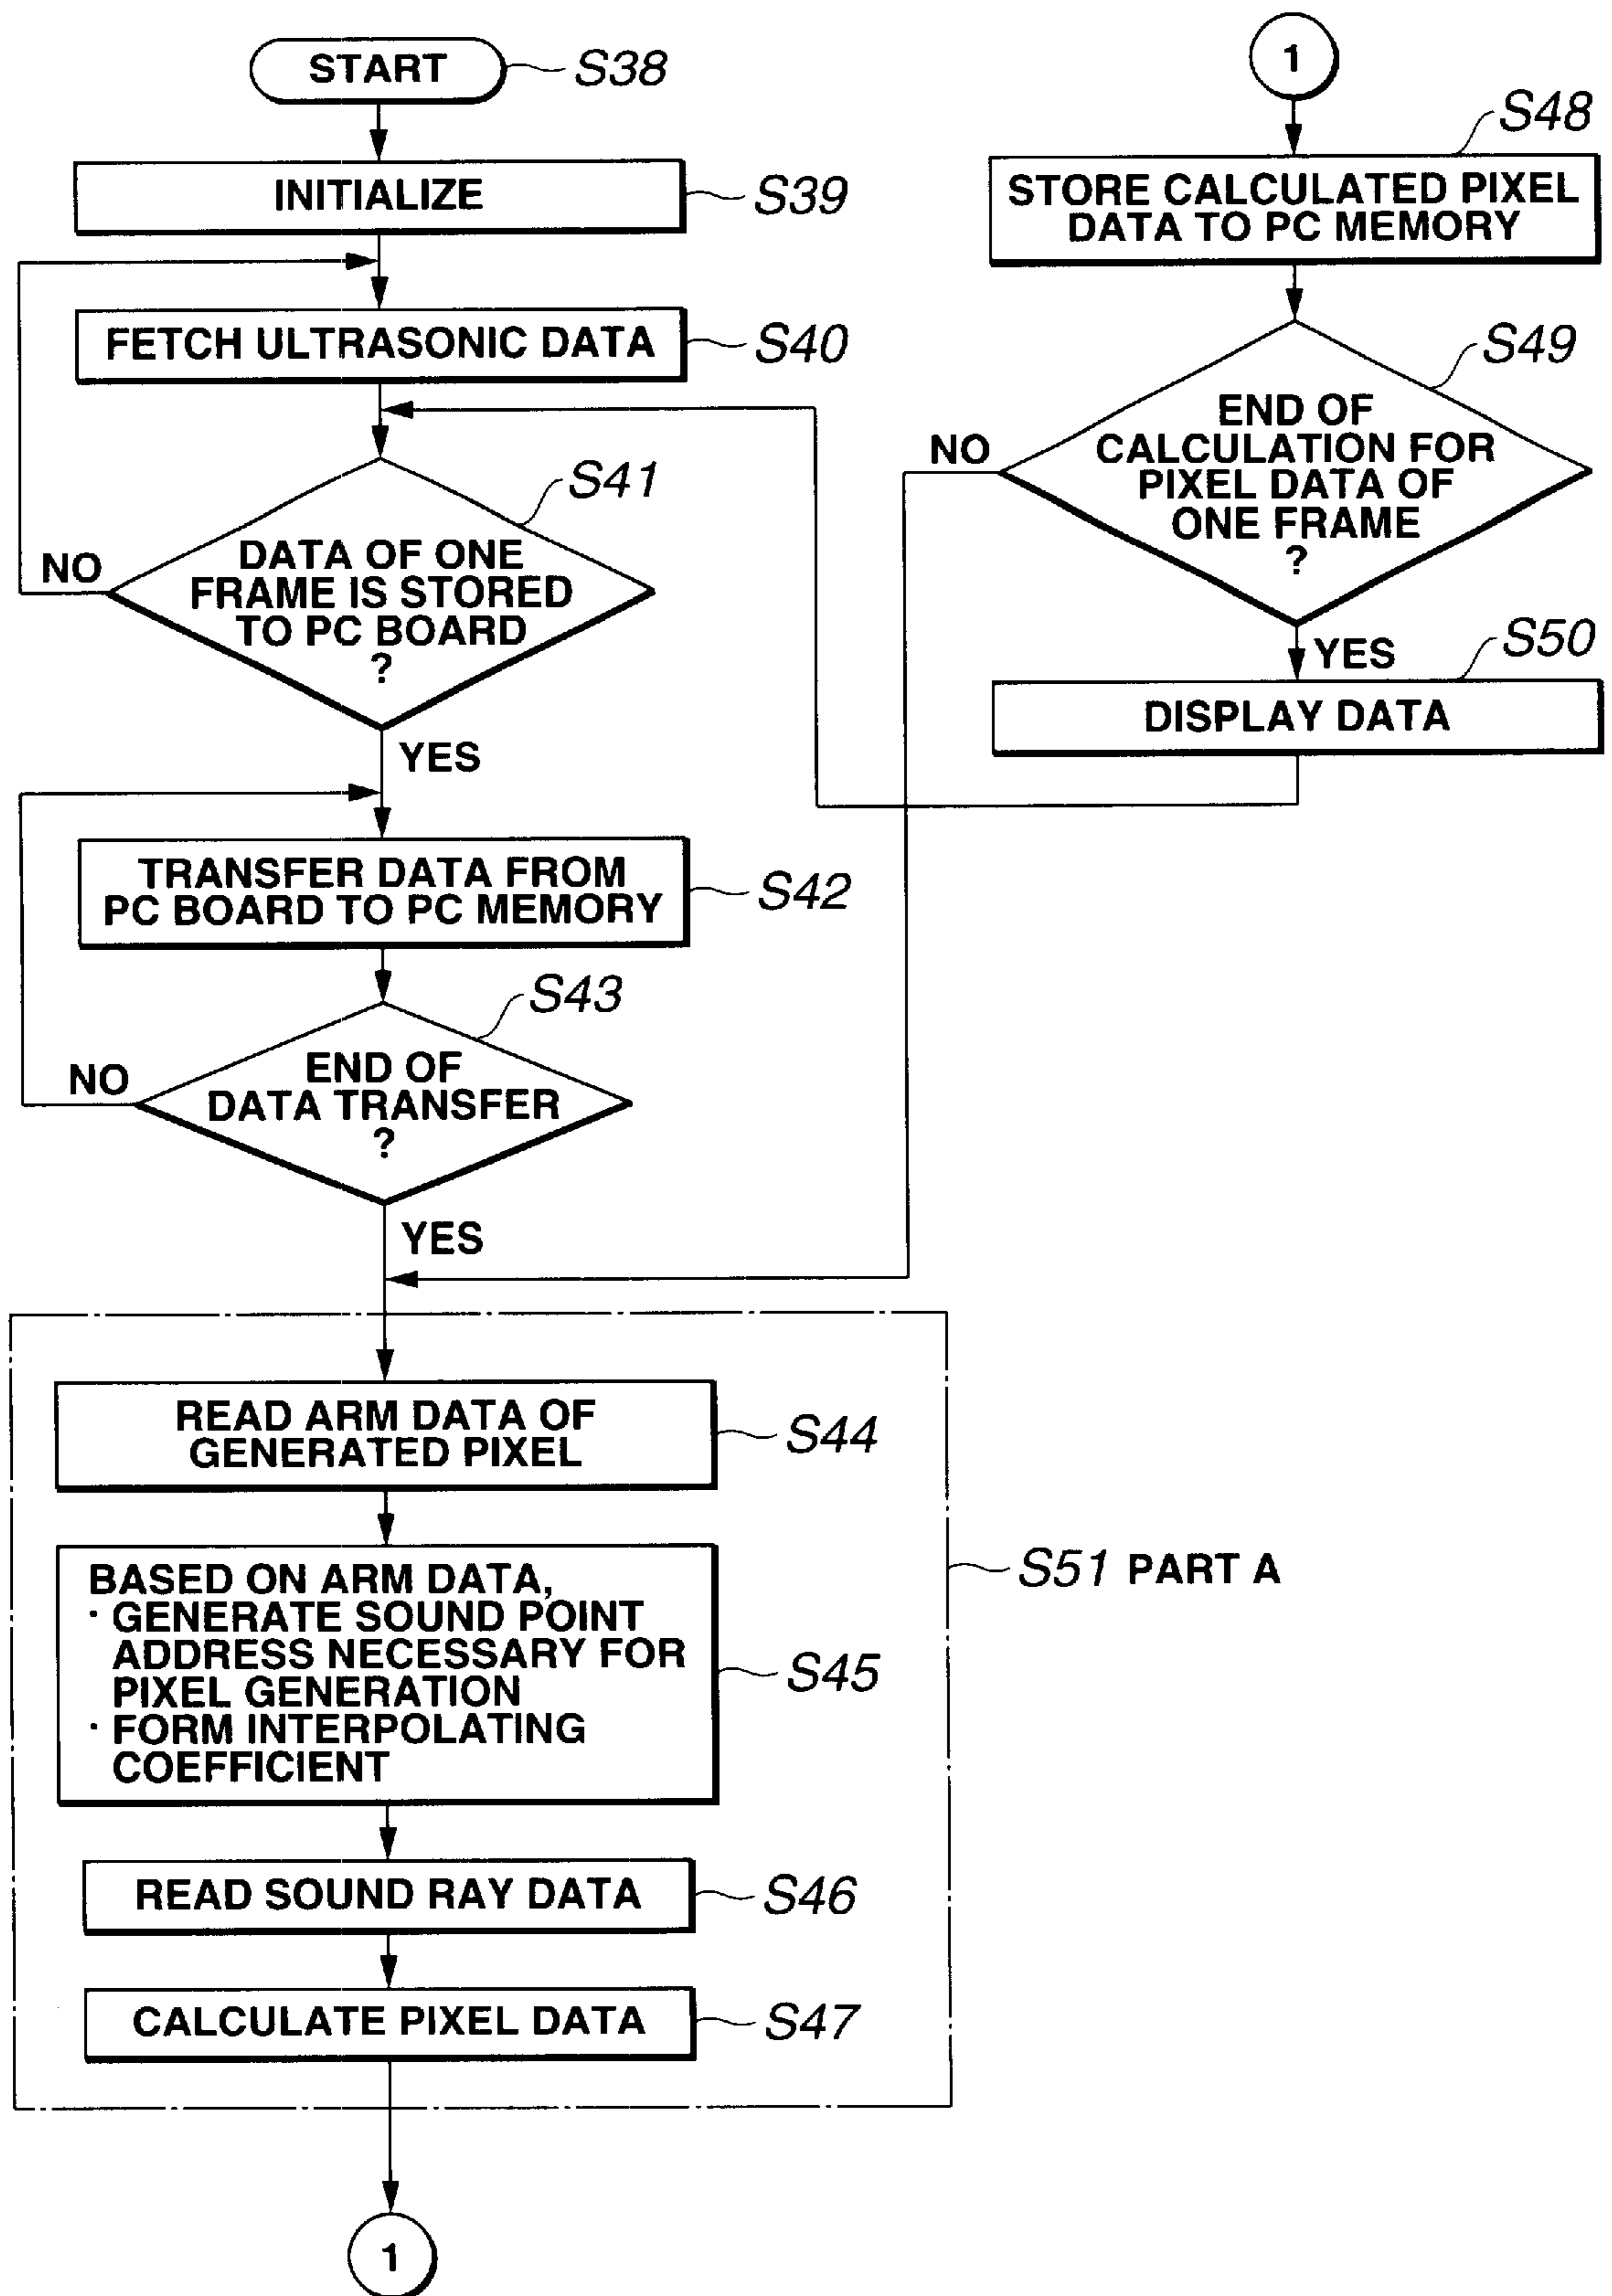 START
S38
INITIALIZE
S39
FETCH ULTRASONIC DATA
S40
S41
DATA OF ONE
FRAME IS STORED
TO PC BOARD
?
NO
YES
TRANSFER DATA FROM
PC BOARD TO PC MEMORY
S42
S43
END OF
DATA TRANSFER
?
NO
YES
READ ARM DATA OF
GENERATED PIXEL
S44
BASED ON ARM DATA,
· GENERATE SOUND POINT
ADDRESS NECESSARY FOR
PIXEL GENERATION
· FORM INTERPOLATING
COEFFICIENT
S45
READ SOUND RAY DATA
S46
CALCULATE PIXEL DATA
S47
S51 PART A
1
1
S48
STORE CALCULATED PIXEL
DATA TO PC MEMORY
S49
END OF
CALCULATION FOR
PIXEL DATA OF
ONE FRAME
?
NO
YES
S50
DISPLAY DATA